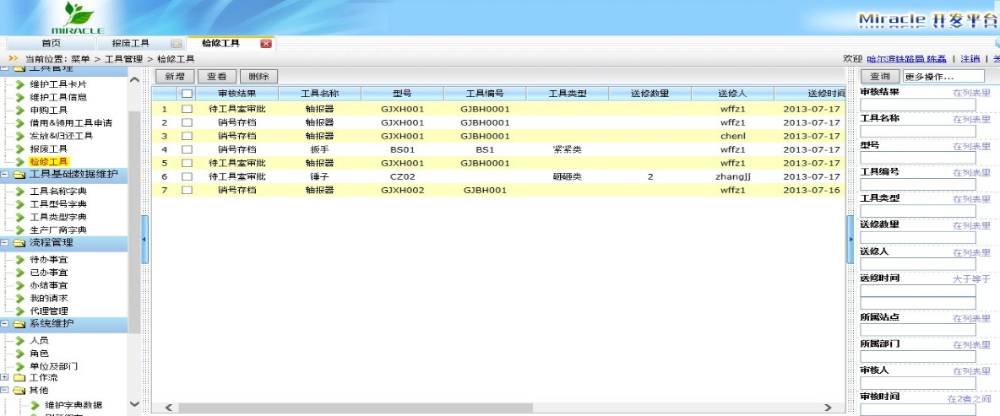 MIRACLE
Miracle 开发平台
首页 报废工具 检修工具
当前位置: 菜单 > 工具管理 > 检修工具
欢迎 哈尔滨铁路局 陈磊 | 注销 |
工具管理
维护工具卡片
维护工具信息
申购工具
借用&领用工具申请
发放&归还工具
报废工具
检修工具
工具基础数据维护
工具名称字典
工具型号字典
工具类型字典
生产厂商字典
流程管理
待办事宜
已办事宜
办结事宜
我的请求
代理管理
系统维护
人员
角色
单位及部门
工作流
其他
维护字典数据
新增 查看 删除
审核结果 工具名称 型号 工具编号 工具类型 送修数量 送修人 送修时间
1 待工具室审批 轴报器 GJXH001 GJBH0001 wffz1 2013-07-17
2 销号存档 轴报器 GJXH001 GJBH0001 wffz1 2013-07-17
3 销号存档 轴报器 GJXH001 GJBH0001 chenl 2013-07-17
4 销号存档 扳手 BS01 BS1 紧紧类 wffz1 2013-07-17
5 待工具室审批 轴报器 GJXH001 GJBH0001 wffz1 2013-07-17
6 待工具室审批 锤子 CZ02 砸砸类 2 zhangjj 2013-07-17
7 销号存档 轴报器 GJXH002 GJBH001 wffz1 2013-07-16
查询 更多操作...
审核结果 在列表里
工具名称 在列表里
型号 在列表里
工具编号 在列表里
工具类型 在列表里
送修数量 在列表里
送修人 在列表里
送修时间 大于等于
所属站点 在列表里
所属部门 在列表里
审核人 在列表里
审核时间 在2者之间